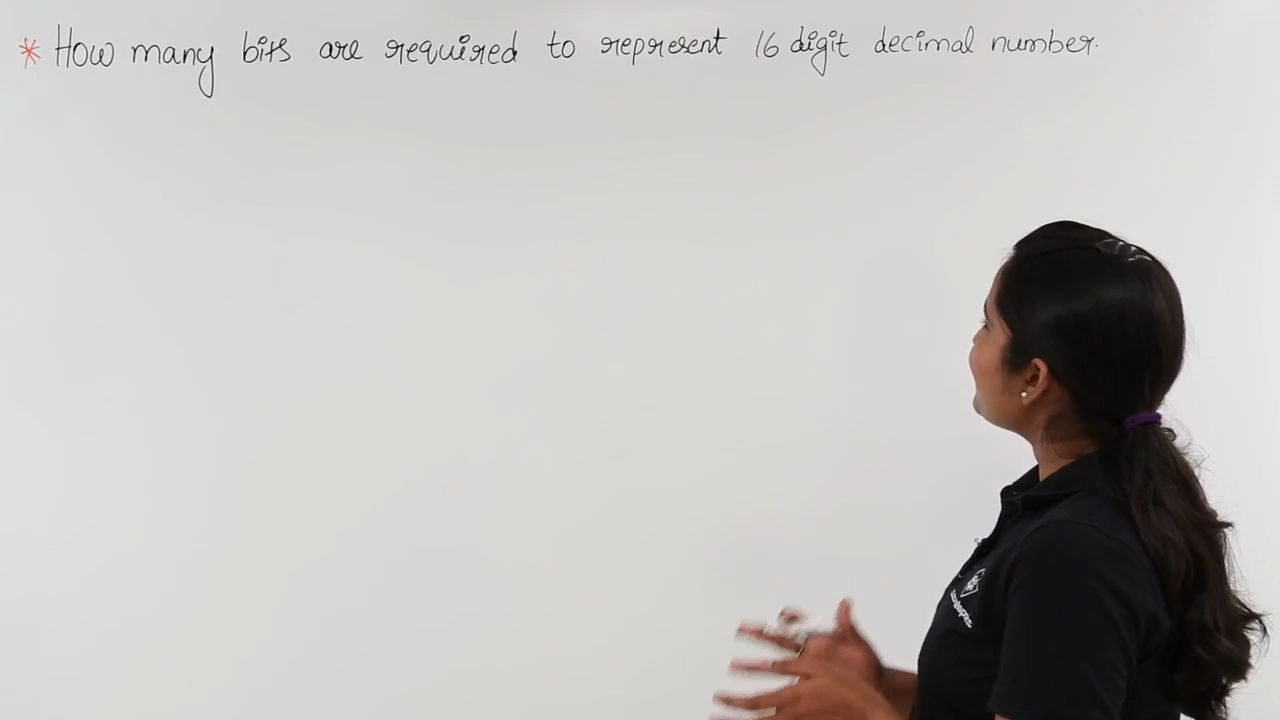 * How many bits are required to represent 16 digit decimal number.